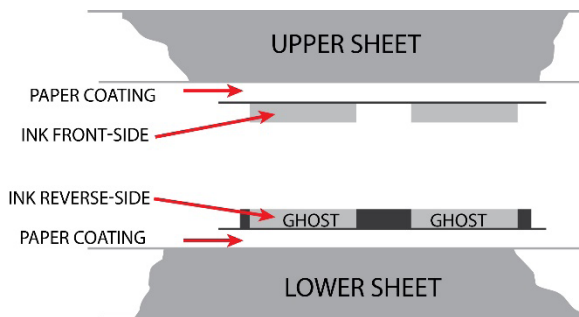 UPPER SHEET
PAPER COATING
INK FRONT-SIDE
INK REVERSE-SIDE
GHOST GHOST
PAPER COATING
LOWER SHEET